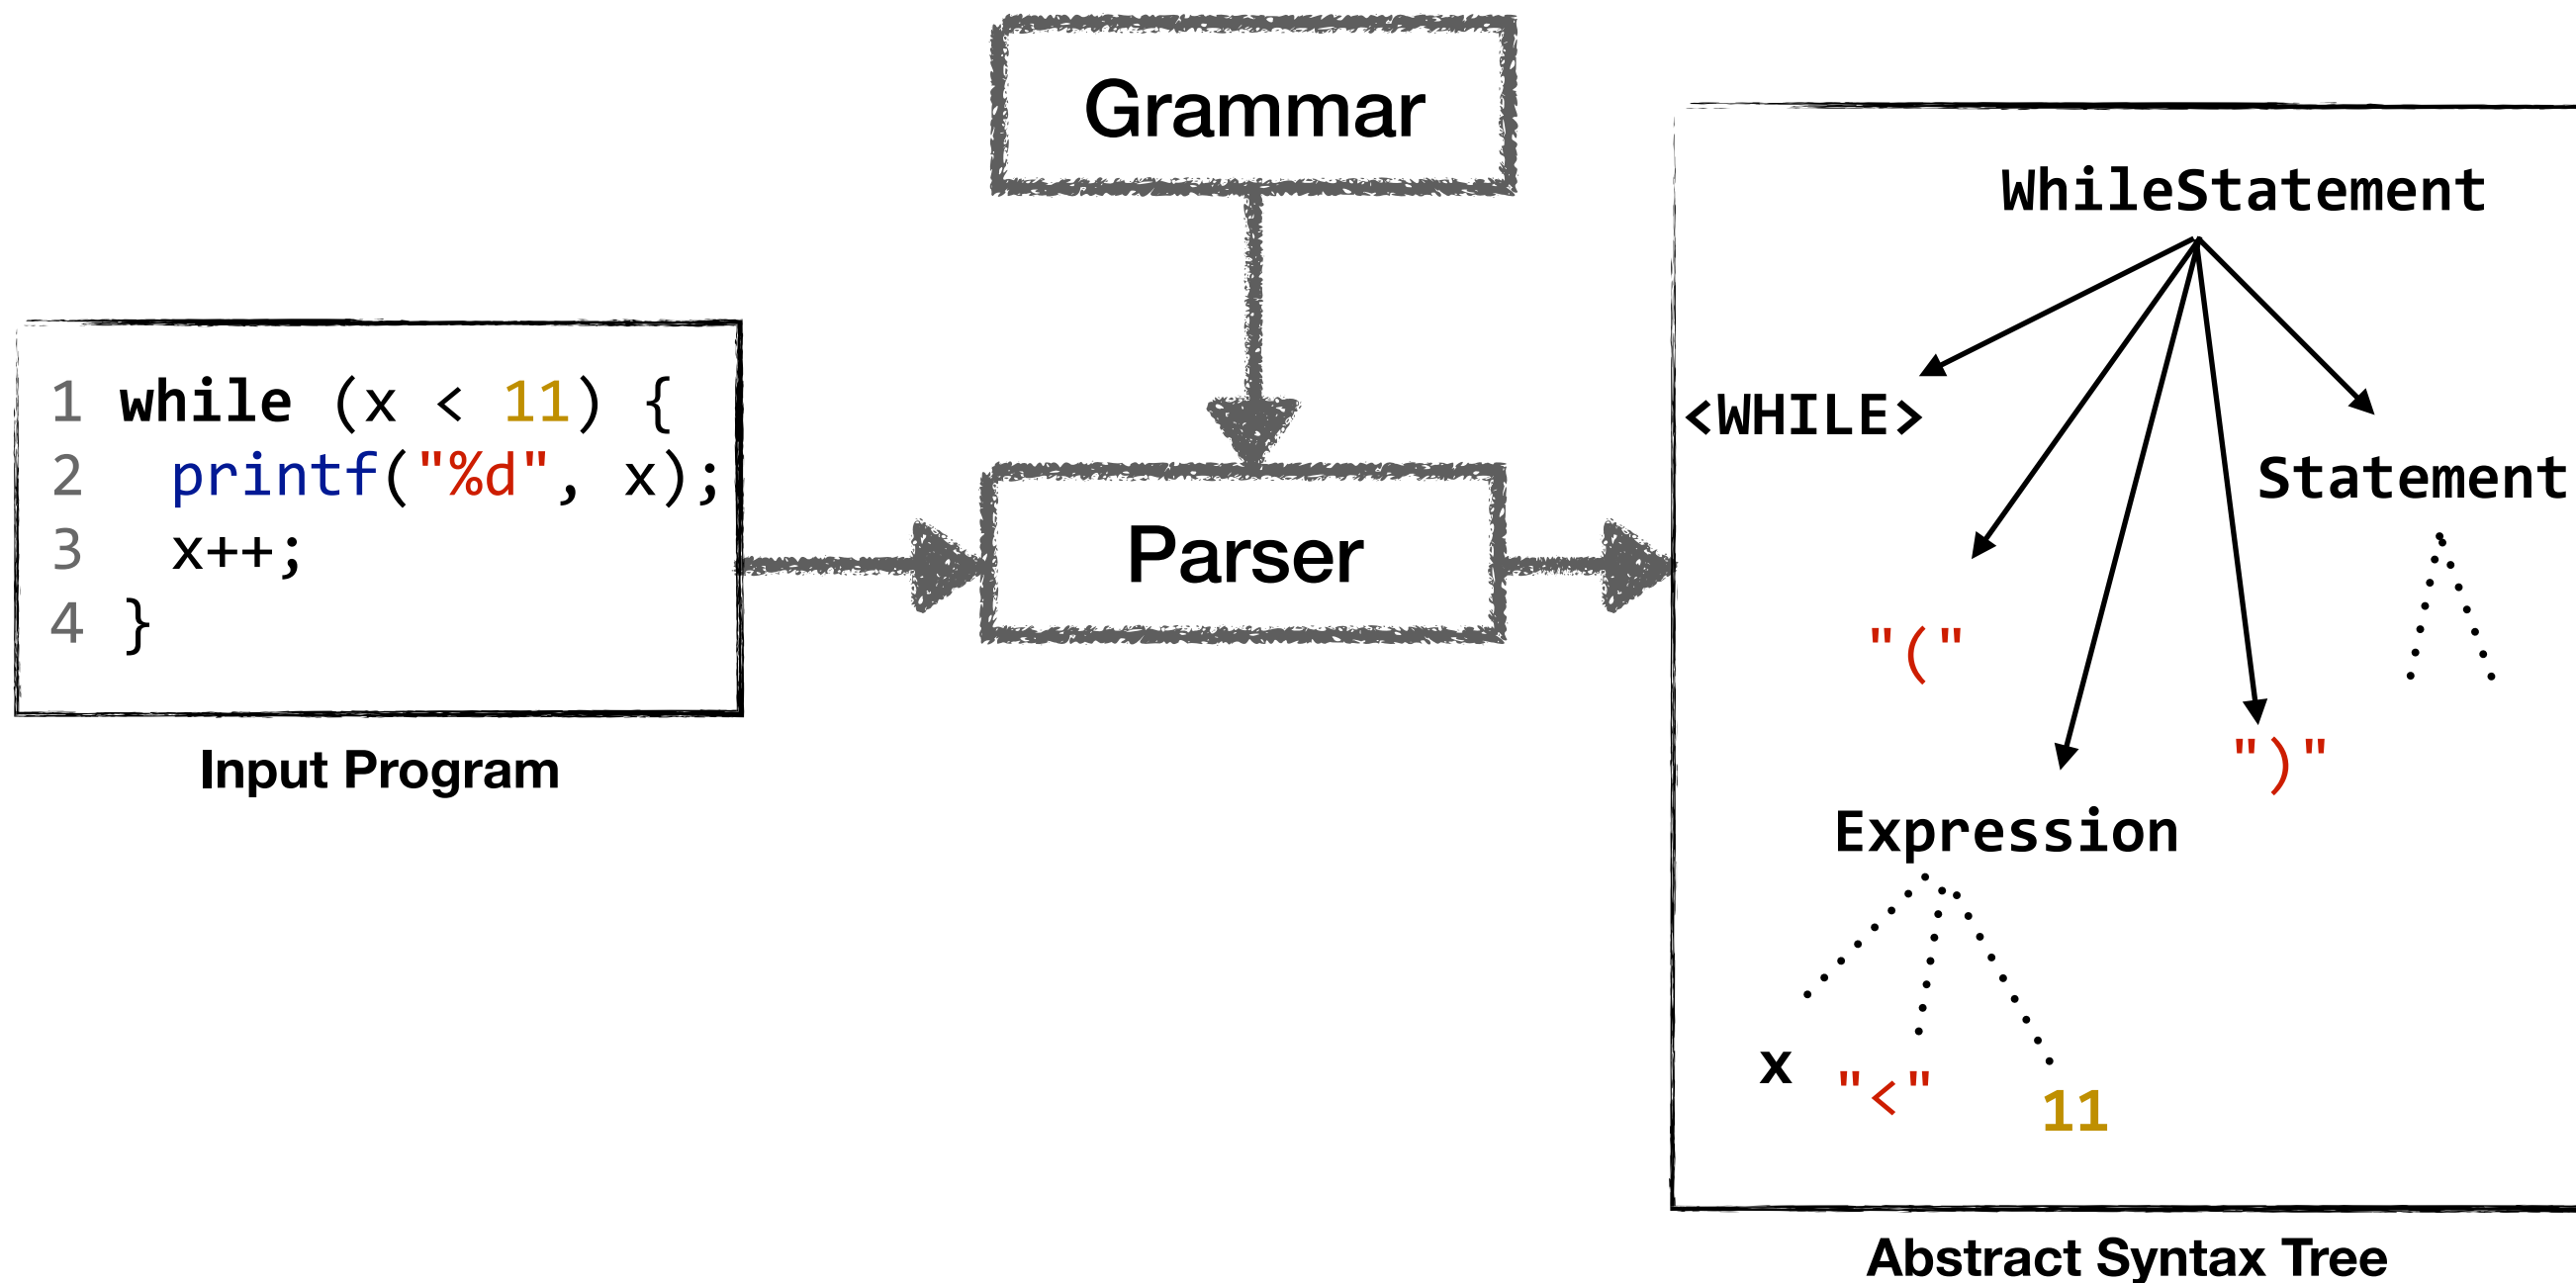 Grammar
1 while (x < 11) {
2 printf("%d", x);
3 x++;
4 }
Input Program
Parser
WhileStatement
<WHILE>
Statement
"("
")"
Expression
x
"<"
11
Abstract Syntax Tree